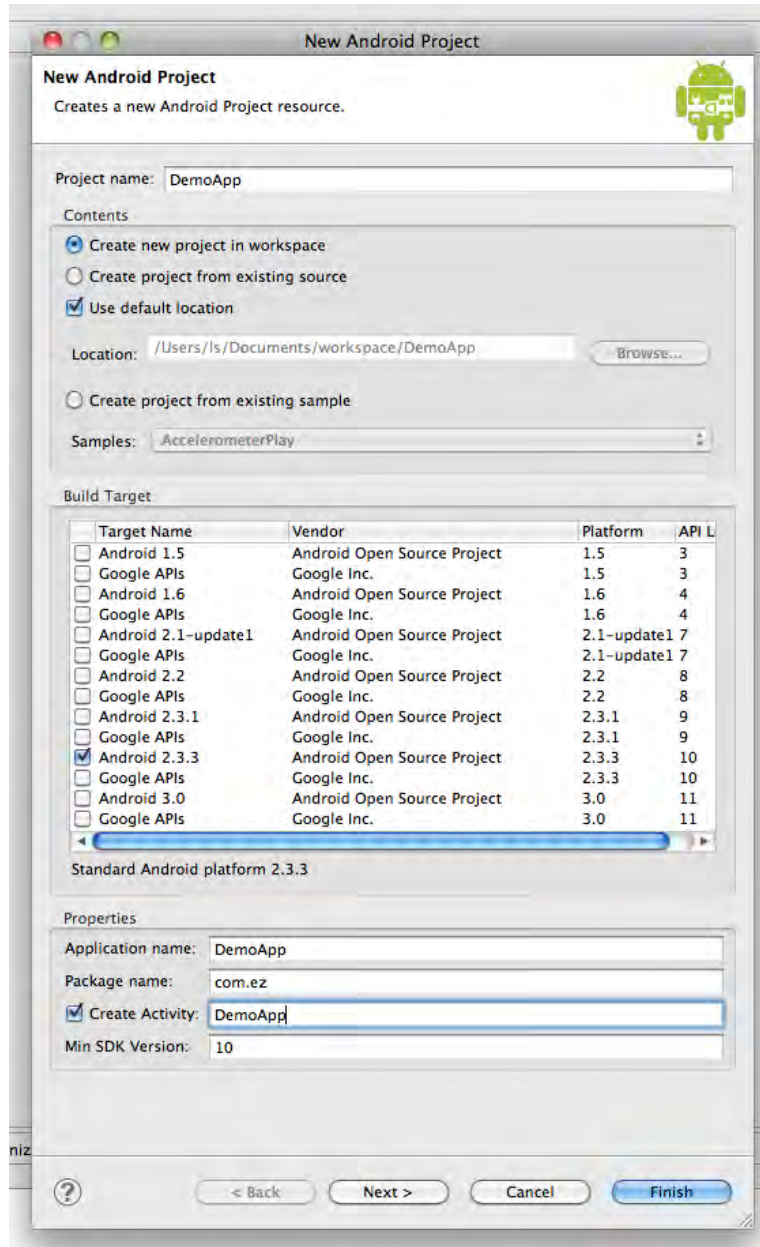 New Android Project
New Android Project
Creates a new Android Project resource.
Project name: DemoApp
Contents
Create new project in workspace
Create project from existing source
Use default location
Location: /Users/ls/Documents/workspace/DemoApp Browse...
Create project from existing sample
Samples: AccelerometerPlay
Build Target
Target Name Vendor Platform API L
Android 1.5 Android Open Source Project 1.5 3
Google APIs Google Inc. 1.5 3
Android 1.6 Android Open Source Project 1.6 4
Google APIs Google Inc. 1.6 4
Android 2.1-update1 Android Open Source Project 2.1-update1 7
Google APIs Google Inc. 2.1-update1 7
Android 2.2 Android Open Source Project 2.2 8
Google APIs Google Inc. 2.2 8
Android 2.3.1 Android Open Source Project 2.3.1 9
Google APIs Google Inc. 2.3.1 9
Android 2.3.3 Android Open Source Project 2.3.3 10
Google APIs Google Inc. 2.3.3 10
Android 3.0 Android Open Source Project 3.0 11
Google APIs Google Inc. 3.0 11
Standard Android platform 2.3.3
Properties
Application name: DemoApp
Package name: com.ez
Create Activity: DemoApp
Min SDK Version: 10
niz
? < Back Next > Cancel Finish